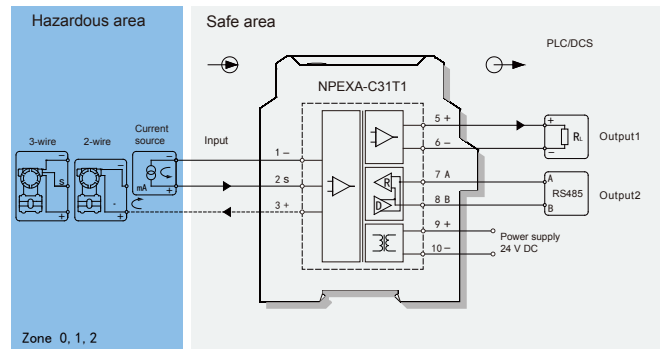 Hazardous area
Safe area
PLC/DCS
NPEXA-C31T1
3-wire
2-wire
Current
source
Input
1 −
2 s
3 +
5 +
6 −
7 A
8 B
9 +
10 −
R
D
+
−
RL
Output1
A
B
RS485
Output2
Power supply
24 V DC
−
s
+
−
+
−
mA
+
Zone 0, 1, 2